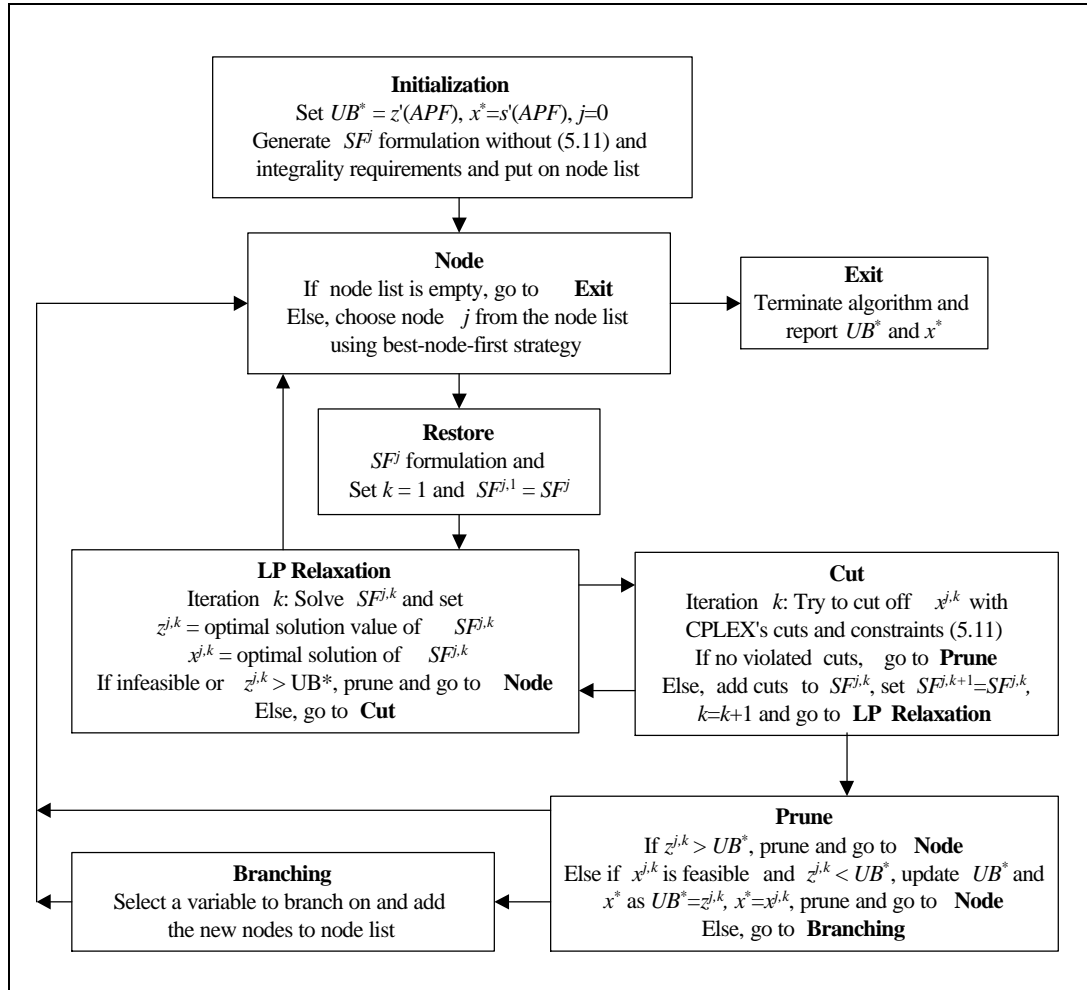 Initialization
Set UB* = z'(APF), x*=s'(APF), j=0
Generate SF^j formulation without (5.11) and
integrality requirements and put on node list
Node
If node list is empty, go to Exit
Else, choose node j from the node list
using best-node-first strategy
Exit
Terminate algorithm and
report UB* and x*
Restore
SF^j formulation and
Set k = 1 and SF^j,1 = SF^j
LP Relaxation
Iteration k: Solve SF^j,k and set
z^j,k = optimal solution value of SF^j,k
x^j,k = optimal solution of SF^j,k
If infeasible or z^j,k > UB*, prune and go to Node
Else, go to Cut
Cut
Iteration k: Try to cut off x^j,k with
CPLEX's cuts and constraints (5.11)
If no violated cuts, go to Prune
Else, add cuts to SF^j,k, set SF^j,k+1=SF^j,k,
k=k+1 and go to LP Relaxation
Prune
If z^j,k > UB*, prune and go to Node
Else if x^j,k is feasible and z^j,k < UB*, update UB* and
x* as UB*=z^j,k, x*=x^j,k, prune and go to Node
Else, go to Branching
Branching
Select a variable to branch on and add
the new nodes to node list